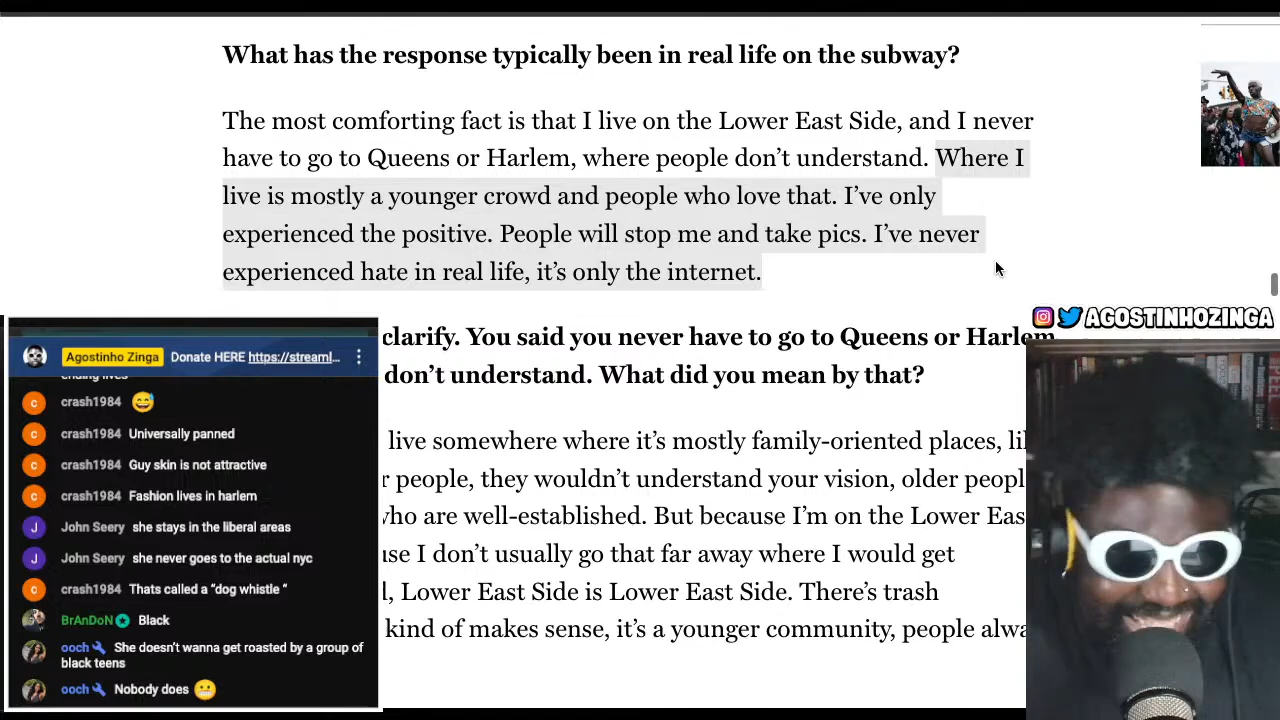 What has the response typically been in real life on the subway?
The most comforting fact is that I live on the Lower East Side, and I never
have to go to Queens or Harlem, where people don’t understand. Where I
live is mostly a younger crowd and people who love that. I’ve only
experienced the positive. People will stop me and take pics. I’ve never
experienced hate in real life, it’s only the internet.
clarify. You said you never have to go to Queens or Harlem
don’t understand. What did you mean by that?
live somewhere where it’s mostly family-oriented places,
people, they wouldn’t understand your vision, older
who are well-established. But because I’m on the Lower
I don’t usually go that far away where I would get
Lower East Side is Lower East Side. There’s trash
kind of makes sense, it’s a younger community, people
AGOSTINHOZINGA
Agostinho Zinga Donate HERE https://streaml...
ending lives
crash1984 😅
crash1984 Universally panned
crash1984 Guy skin is not attractive
crash1984 Fashion lives in harlem
John Seery she stays in the liberal areas
John Seery she never goes to the actual nyc
crash1984 Thats called a “dog whistle “
BrAnDoN Black
ooch She doesn’t wanna get roasted by a group of
black teens
ooch Nobody does 😬